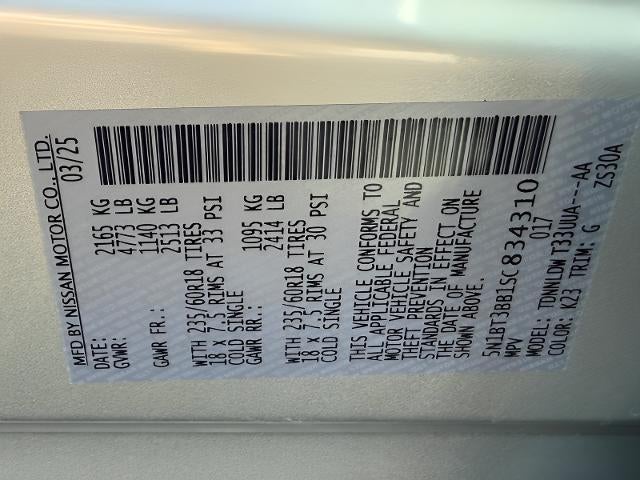 MFD BY NISSAN MOTOR CO., LTD.
DATE: 03/25
GVWR: 2165 KG
4773 LB
GAWR FR.: 1140 KG
2513 LB
WITH 235/60R18 TIRES
18 x 7.5 RIMS AT 33 PSI
COLD SINGLE
GAWR RR.: 1095 KG
2414 LB
WITH 235/60R18 TIRES
18 x 7.5 RIMS AT 30 PSI
COLD SINGLE
THIS VEHICLE CONFORMS TO
ALL APPLICABLE FEDERAL
MOTOR VEHICLE SAFETY AND
THEFT PREVENTION
STANDARDS IN EFFECT ON
THE DATE OF MANUFACTURE
SHOWN ABOVE.
5N1BT3BB1SC834310
MPV 017
MODEL: TDNNLDW T33UUA---AA
COLOR: K23 TRIM: G ZS30A